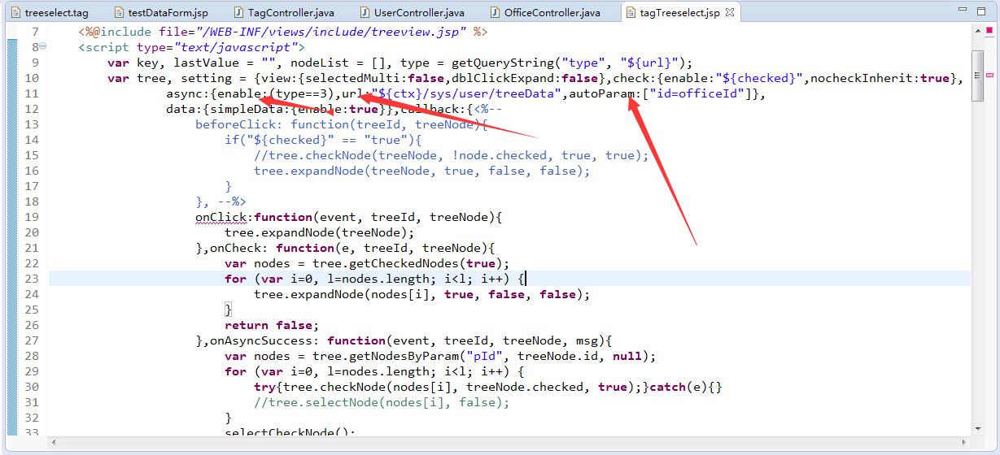 treeselect.tag testDataForm.jsp TagController.java UserController.java OfficeController.java tagTreeselect.jsp
7 <%@include file="/WEB-INF/views/include/treeview.jsp" %>
8 <script type="text/javascript">
9 var key, lastValue = "", nodeList = [], type = getQueryString("type", "${url}");
10 var tree, setting = {view:{selectedMulti:false,dblClickExpand:false},check:{enable:"${checked}",nocheckInherit:true},
11 async:{enable:(type==3),url:"${ctx}/sys/user/treeData",autoParam:["id=officeId"]},
12 data:{simpleData:{enable:true}},callback:{<%--
13 beforeClick: function(treeId, treeNode){
14 if("${checked}" == "true"){
15 //tree.checkNode(treeNode, !node.checked, true, true);
16 tree.expandNode(treeNode, true, false, false);
17 }
18 }, --%>
19 onClick:function(event, treeId, treeNode){
20 tree.expandNode(treeNode);
21 },onCheck: function(e, treeId, treeNode){
22 var nodes = tree.getCheckedNodes(true);
23 for (var i=0, l=nodes.length; i<l; i++) {
24 tree.expandNode(nodes[i], true, false, false);
25 }
26 return false;
27 },onAsyncSuccess: function(event, treeId, treeNode, msg){
28 var nodes = tree.getNodesByParam("pId", treeNode.id, null);
29 for (var i=0, l=nodes.length; i<l; i++) {
30 try{tree.checkNode(nodes[i], treeNode.checked, true);}catch(e){}
31 //tree.selectNode(nodes[i], false);
32 }
33 selectCheckNode();